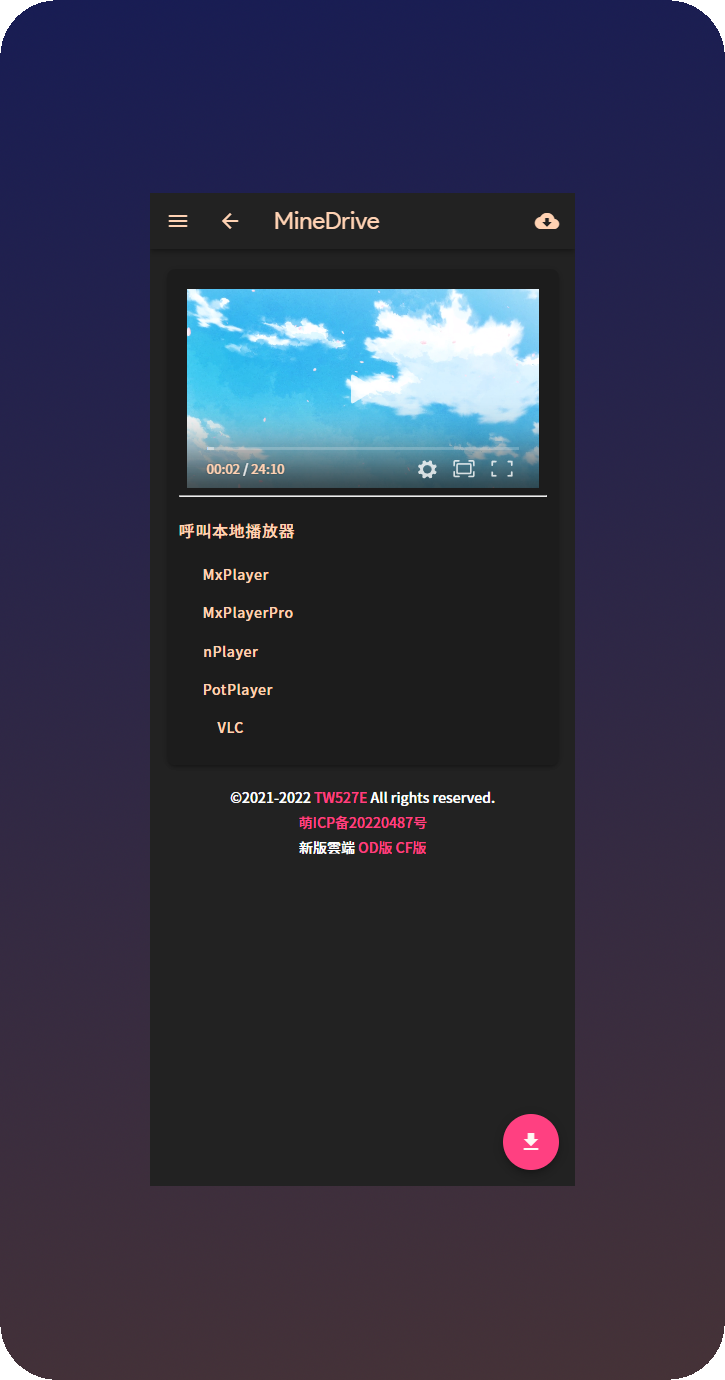 MineDrive
00:02 / 24:10
呼叫本地播放器
MxPlayer
MxPlayerPro
nPlayer
PotPlayer
VLC
©2021-2022 TW527E All rights reserved.
萌ICP备20220487号
新版雲端 OD版 CF版